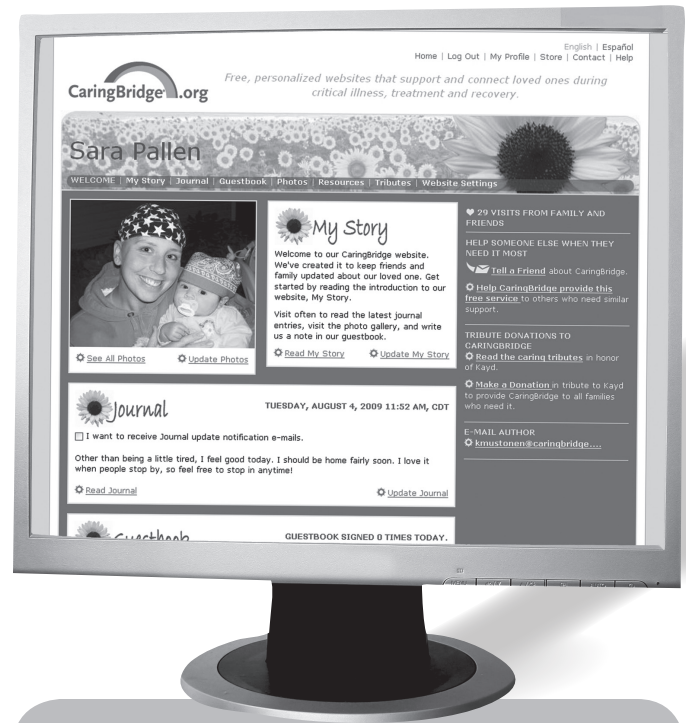 English | Español
Home | Log Out | My Profile | Store | Contact | Help
CaringBridge.org
Free, personalized websites that support and connect loved ones during
critical illness, treatment and recovery.
Sara Pallen
WELCOME | My Story | Journal | Guestbook | Photos | Resources | Tributes | Website Settings
See All Photos
Update Photos
My Story
Welcome to our CaringBridge website.
We've created it to keep friends and
family updated about our loved one. Get
started by reading the introduction to our
website, My Story.
Visit often to read the latest journal
entries, visit the photo gallery, and write
us a note in our guestbook.
Read My Story
Update My Story
Journal
TUESDAY, AUGUST 4, 2009 11:52 AM, CDT
I want to receive Journal update notification e-mails.
Other than being a little tired, I feel good today. I should be home fairly soon. I love it
when people stop by, so feel free to stop in anytime!
Read Journal
Update Journal
Guestbook
GUESTBOOK SIGNED 0 TIMES TODAY.
29 VISITS FROM FAMILY AND
FRIENDS
HELP SOMEONE ELSE WHEN THEY
NEED IT MOST
Tell a Friend about CaringBridge.
Help CaringBridge provide this
free service to others who need similar
support.
TRIBUTE DONATIONS TO
CARINGBRIDGE
Read the caring tributes in honor
of Kayd.
Make a Donation in tribute to Kayd
to provide CaringBridge to all families
who need it.
E-MAIL AUTHOR
kmustonen@caringbridge....